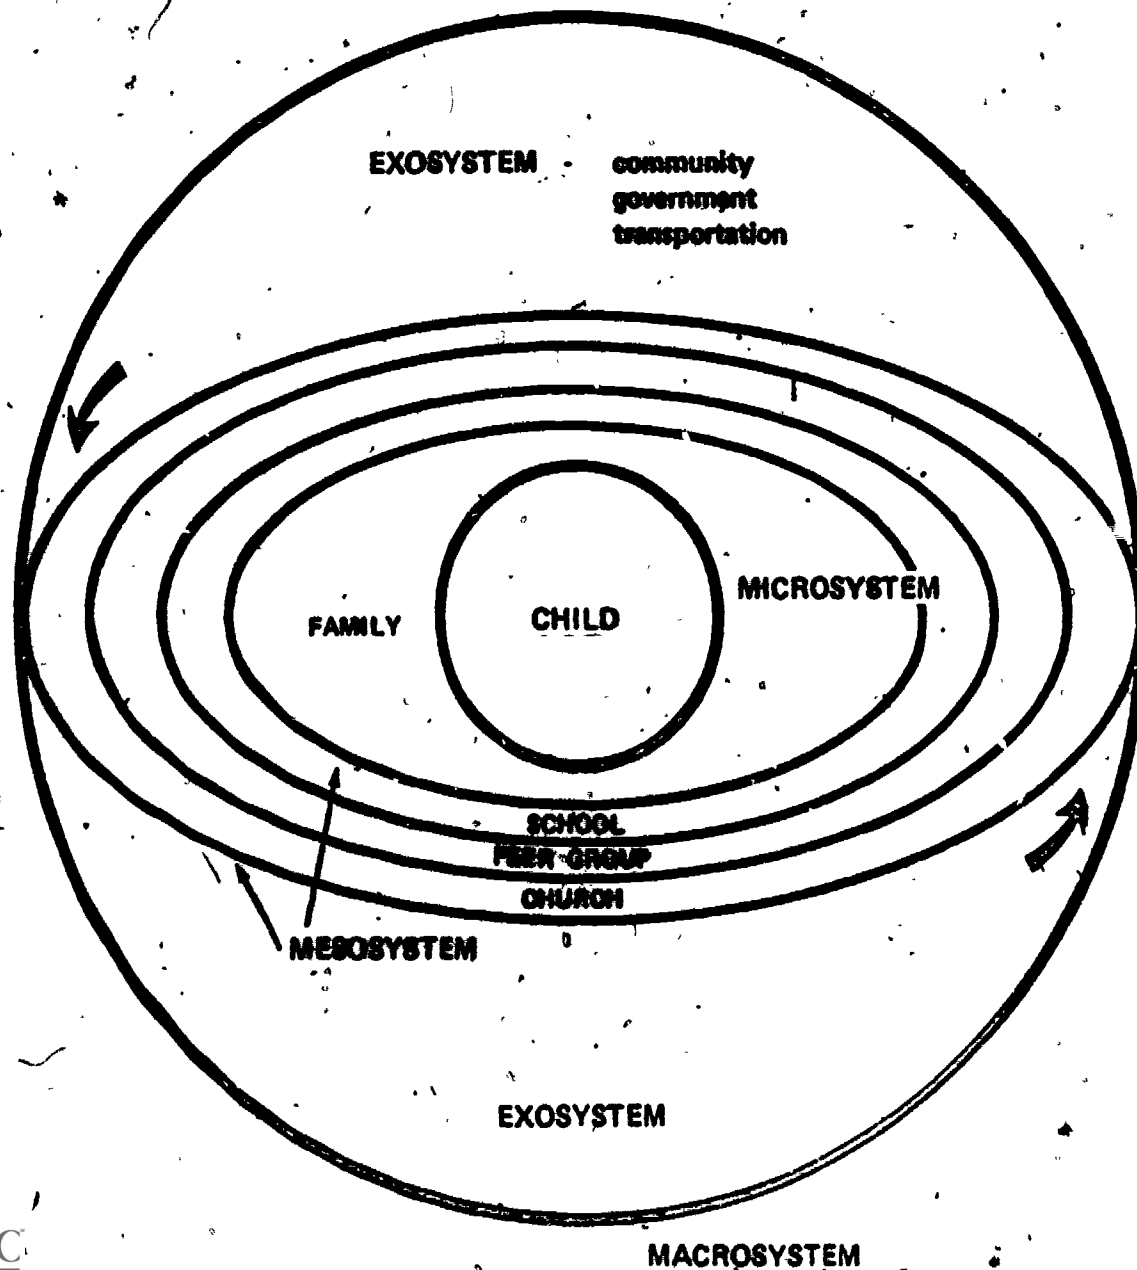 EXOSYSTEM - community
government
transportation
MICROSYSTEM
FAMILY
CHILD
SCHOOL
PEER GROUP
CHURCH
MESOSYSTEM
EXOSYSTEM
C
MACROSYSTEM